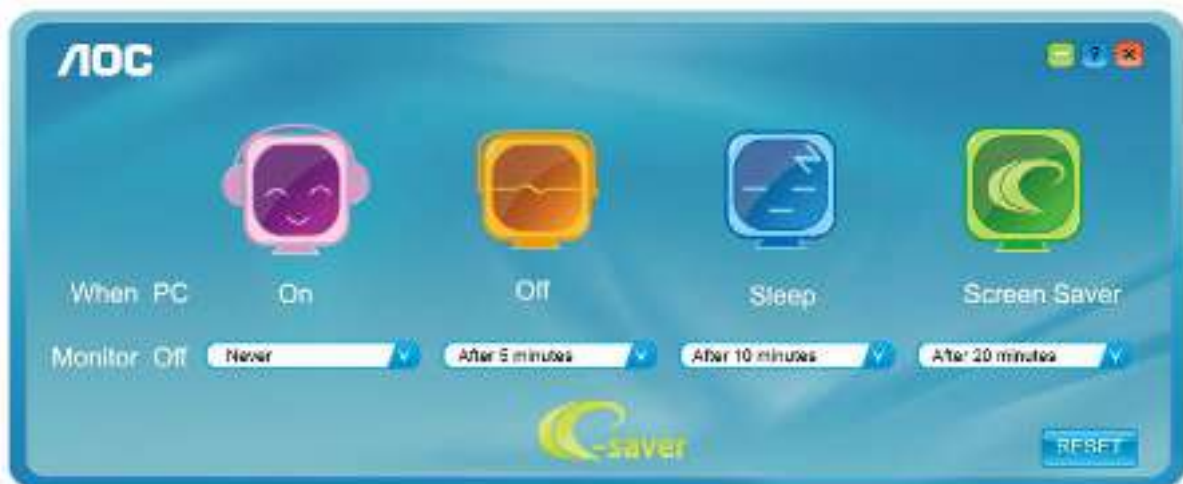 AOC
?
When PC On Off Sleep Screen Saver
Monitor Off Never After 5 minutes After 10 minutes After 20 minutes
e-saver
RESET